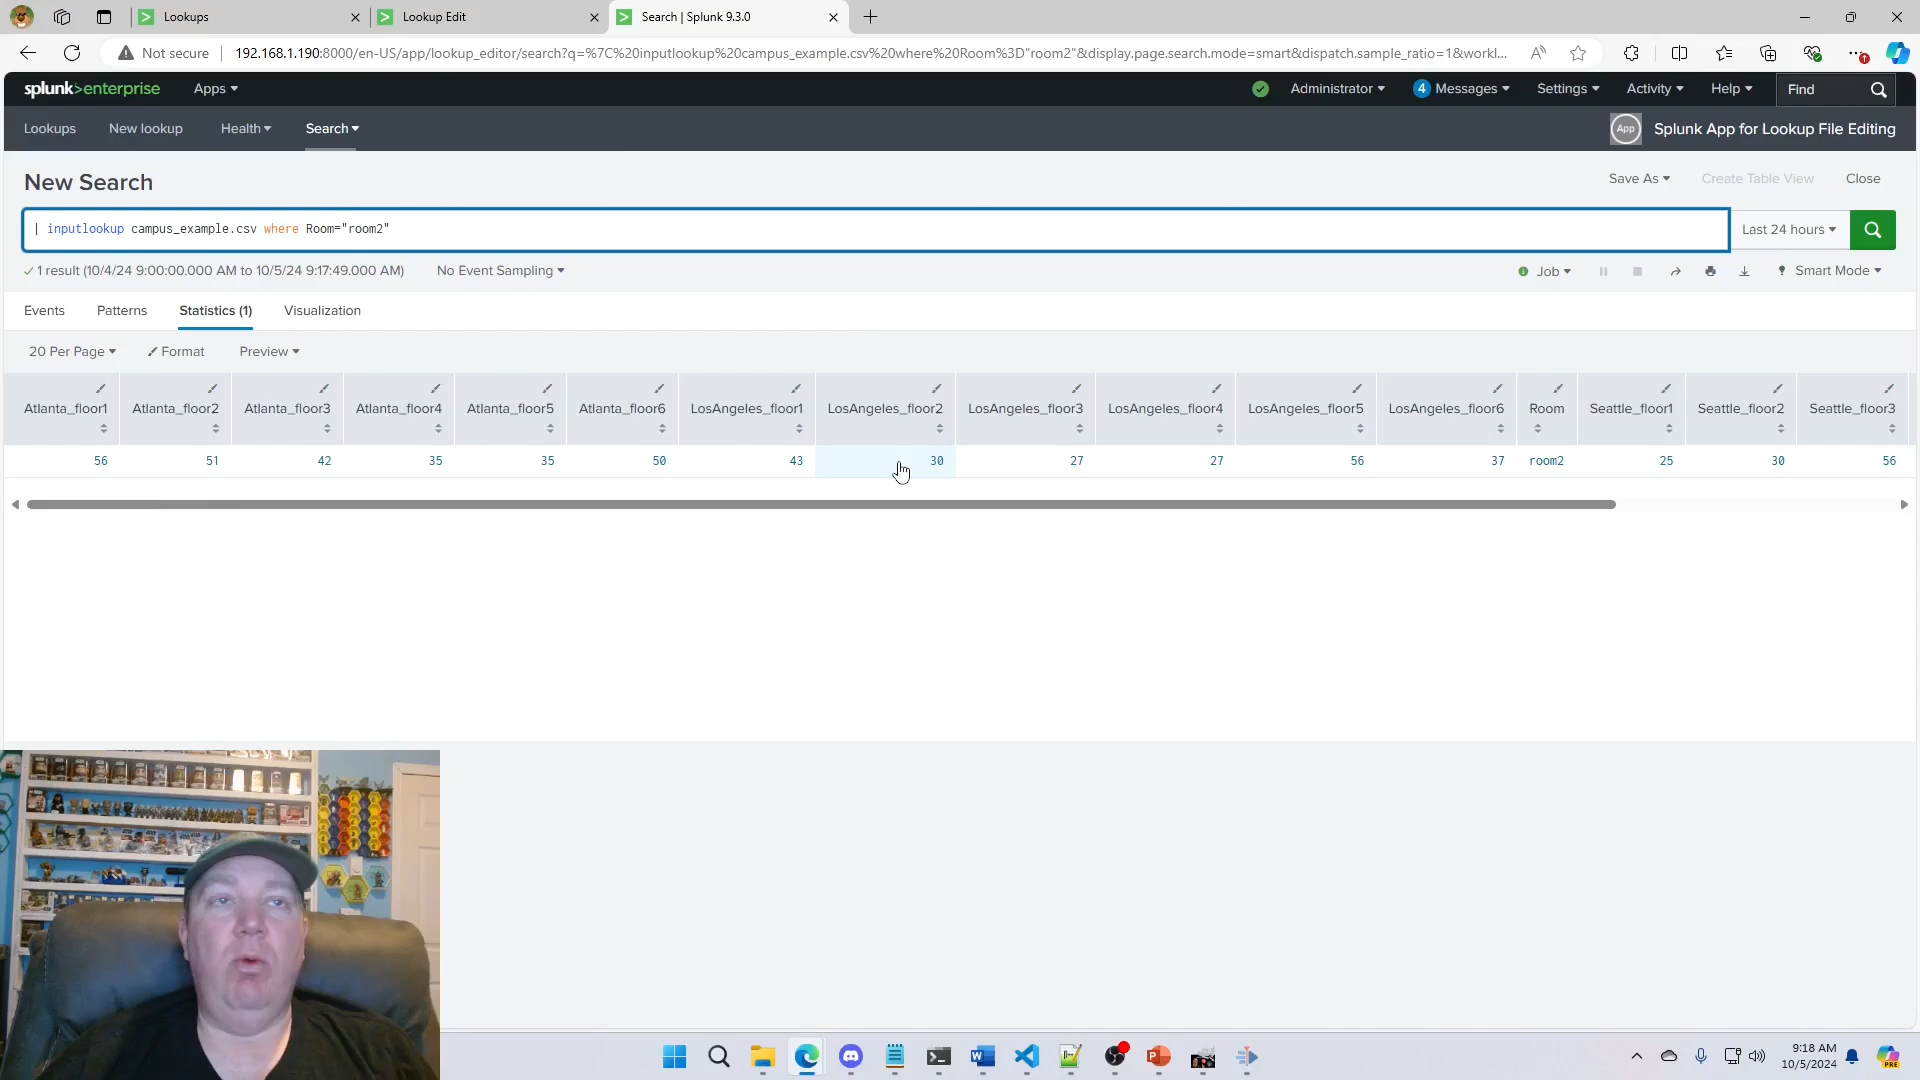 Lookups
Lookup Edit
Search | Splunk 9.3.0
Not secure
192.168.1.190:8000/en-US/app/lookup_editor/search?q=%7C%20inputlookup%20campus_example.csv%20where%20Room%3D"room2"&display.page.search.mode=smart&dispatch.sample_ratio=1&workl...
splunk>enterprise
Apps
Administrator
4 Messages
Settings
Activity
Help
Find
Lookups
New lookup
Health
Search
App
Splunk App for Lookup File Editing
New Search
Save As
Create Table View
Close
| inputlookup campus_example.csv where Room="room2"
Last 24 hours
1 result (10/4/24 9:00:00.000 AM to 10/5/24 9:17:49.000 AM)
No Event Sampling
Job
Smart Mode
Events
Patterns
Statistics (1)
Visualization
20 Per Page
Format
Preview
Atlanta_floor1 Atlanta_floor2 Atlanta_floor3 Atlanta_floor4 Atlanta_floor5 Atlanta_floor6 LosAngeles_floor1 LosAngeles_floor2 LosAngeles_floor3 LosAngeles_floor4 LosAngeles_floor5 LosAngeles_floor6 Room Seattle_floor1 Seattle_floor2 Seattle_floor3
56 51 42 35 35 50 43 30 27 27 56 37 room2 25 30 56
9:18 AM
10/5/2024
PRE